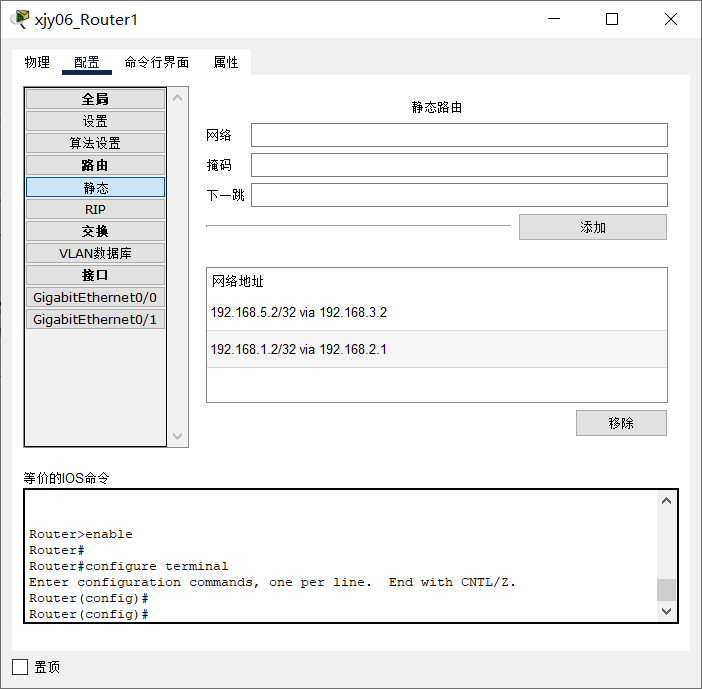 xjy06_Router1
物理 配置 命令行界面 属性
全局
设置
算法设置
路由
静态
RIP
交换
VLAN数据库
接口
GigabitEthernet0/0
GigabitEthernet0/1
静态路由
网络
掩码
下一跳
添加
网络地址
192.168.5.2/32 via 192.168.3.2
192.168.1.2/32 via 192.168.2.1
移除
等价的IOS命令
Router>enable
Router#
Router#configure terminal
Enter configuration commands, one per line.  End with CNTL/Z.
Router(config)#
Router(config)#
置顶